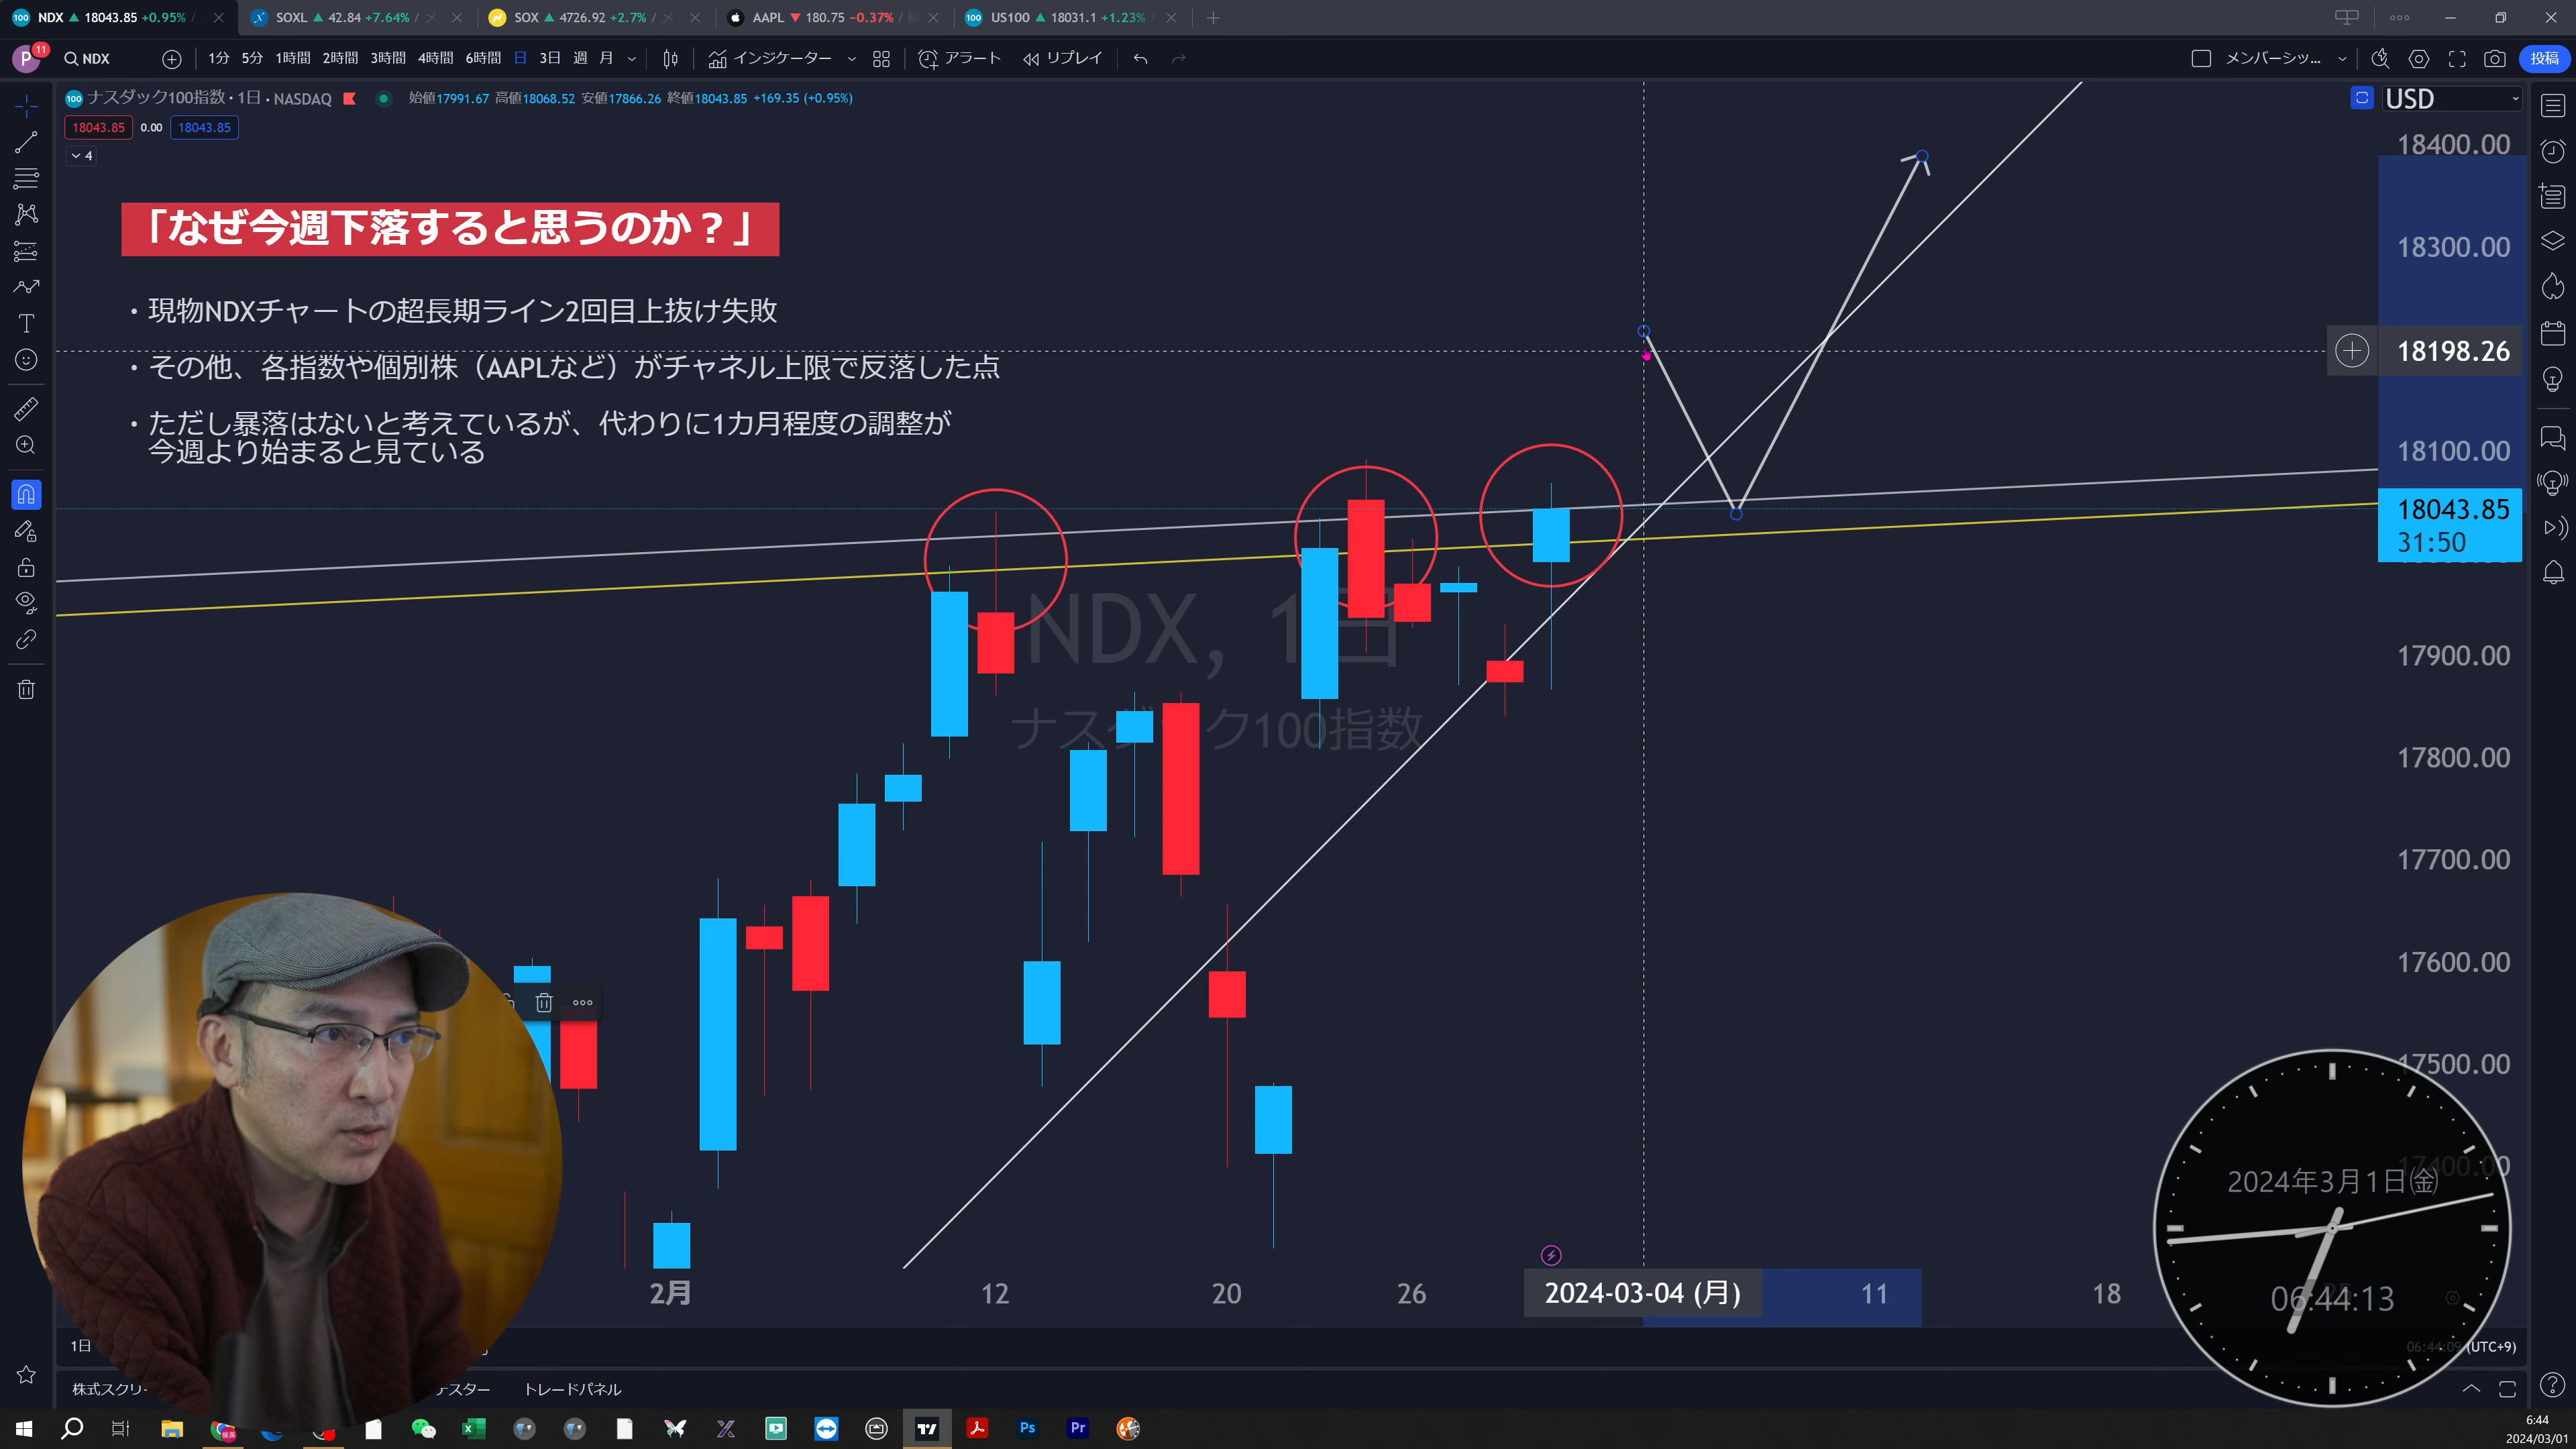 NDX ▲ 18043.85 +0.95% /
SOXL ▲ 42.84 +7.64% / メ
SOX ▲ 4726.92 +2.7% / メ
AAPL ▼ 180.75 −0.37% /
US100 ▲ 18031.1 +1.23%
P 11
NDX
1分 5分 1時間 2時間 3時間 4時間 6時間 日 3日 週 月
インジケーター
アラート
リプレイ
メンバーシッ...
投稿
ナスダック100指数・1日・NASDAQ
始値17991.67 高値18068.52 安値17866.26 終値18043.85 +169.35 (+0.95%)
18043.85 0.00 18043.85
4
USD
「なぜ今週下落すると思うのか？」
・現物NDXチャートの超長期ライン2回目上抜け失敗
・その他、各指数や個別株（AAPLなど）がチャネル上限で反落した点
・ただし暴落はないと考えているが、代わりに1カ月程度の調整が
今週より始まると見ている
NDX, 1日
ナスダック100指数
18400.00
18300.00
18198.26
18100.00
18043.85
31:50
17900.00
17800.00
17700.00
17600.00
17500.00
17400.00
2月
12
20
26
2024-03-04 (月)
11
18
2024年3月1日㈮
06:44:13
1日
06:44:09 (UTC+9)
株式スクリー
テスター
トレードパネル
Ps
Pr
6:44
2024/03/01